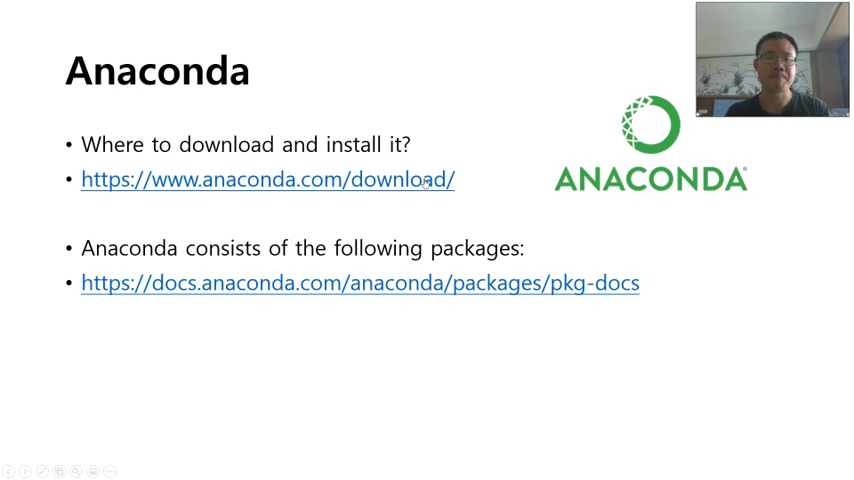 Anaconda
• Where to download and install it?
• https://www.anaconda.com/download/
ANACONDA®
• Anaconda consists of the following packages:
• https://docs.anaconda.com/anaconda/packages/pkg-docs